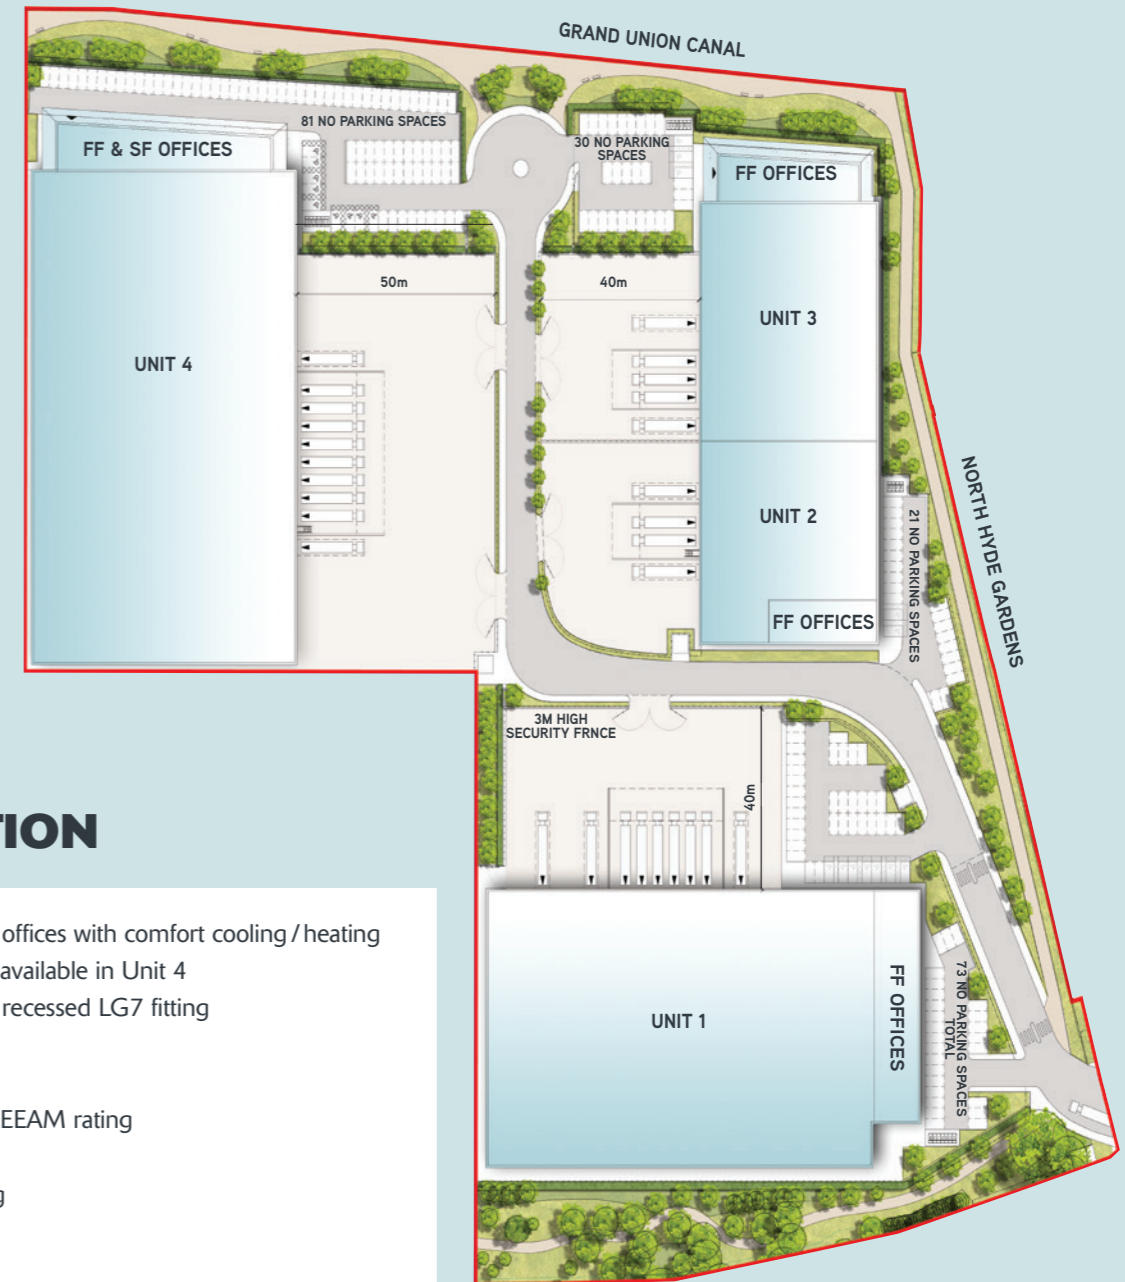 GRAND UNION CANAL
81 NO PARKING SPACES
30 NO PARKING
SPACES
FF & SF OFFICES
FF OFFICES
50m
40m
UNIT 3
UNIT 4
NORTH HYDE GARDENS
UNIT 2
21 NO PARKING SPACES
FF OFFICES
3M HIGH
SECURITY FRNCE
40m
TION
offices with comfort cooling / heating
available in Unit 4
recessed LG7 fitting
EEAM rating
g
UNIT 1
FF OFFICES
73 NO PARKING SPACES
TOTAL